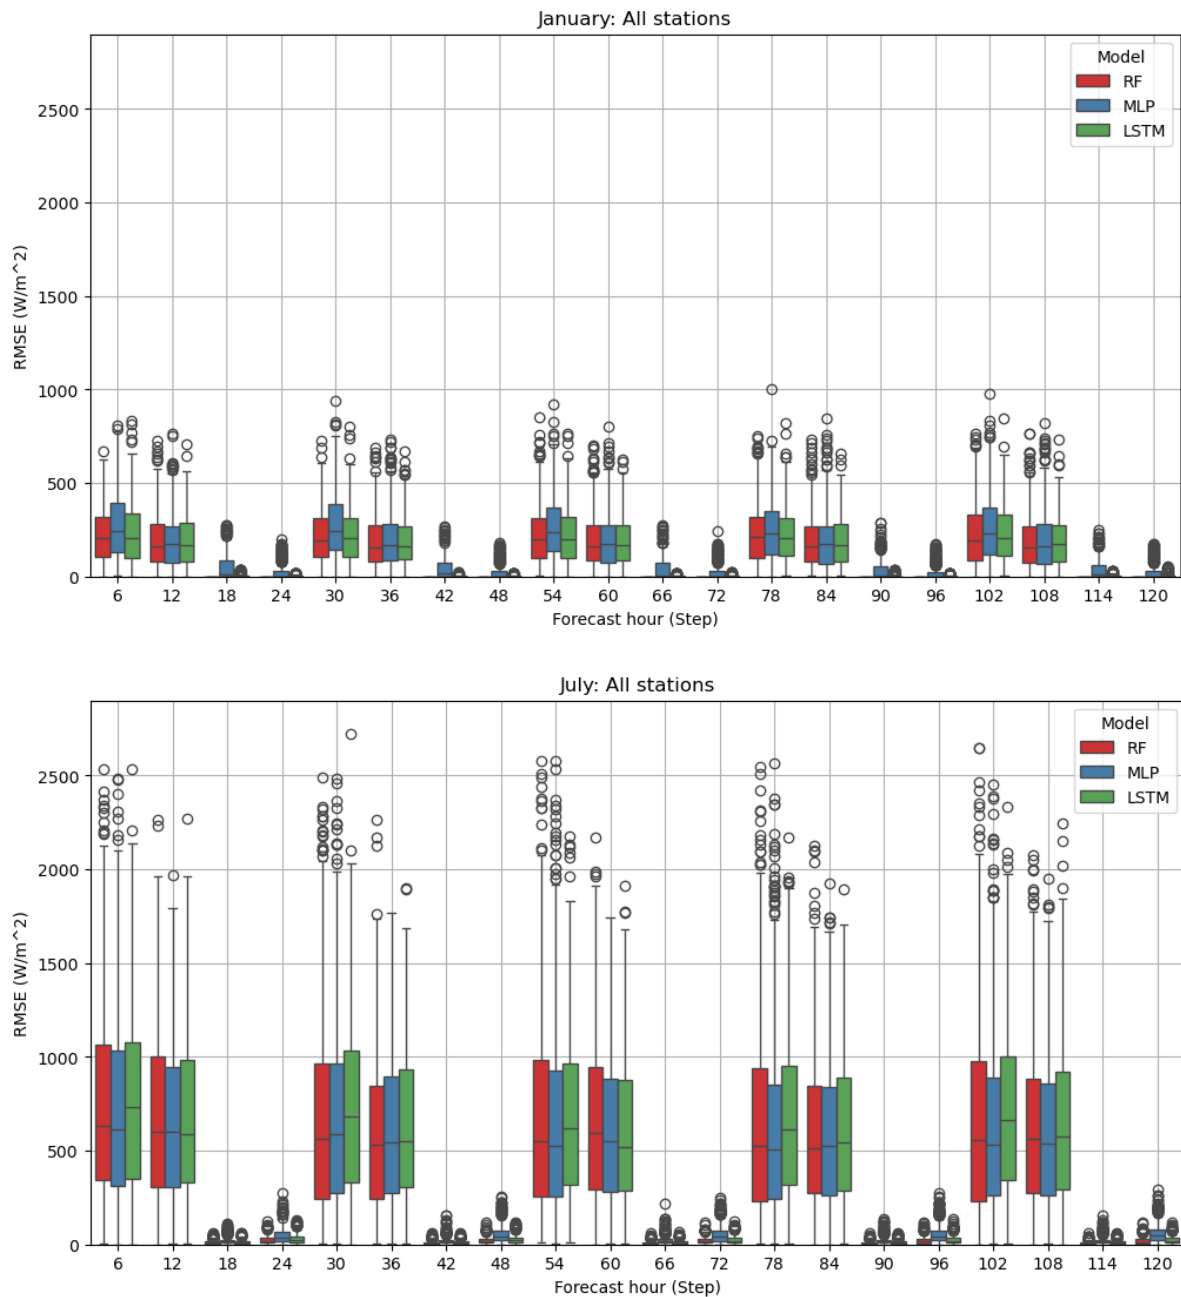 January: All stations
Model
RF
MLP
LSTM
2500
2000
1500
1000
500
0
RMSE (W/m^2)
6 12 18 24 30 36 42 48 54 60 66 72 78 84 90 96 102 108 114 120
Forecast hour (Step)
July: All stations
Model
RF
MLP
LSTM
2500
2000
1500
1000
500
0
RMSE (W/m^2)
6 12 18 24 30 36 42 48 54 60 66 72 78 84 90 96 102 108 114 120
Forecast hour (Step)